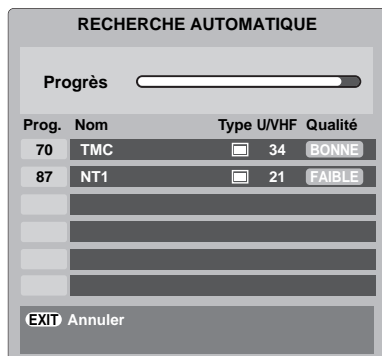 RECHERCHE AUTOMATIQUE
Progrès
Prog. Nom Type U/VHF Qualité
70 TMC 34 BONNE
87 NT1 21 FAIBLE
EXIT Annuler